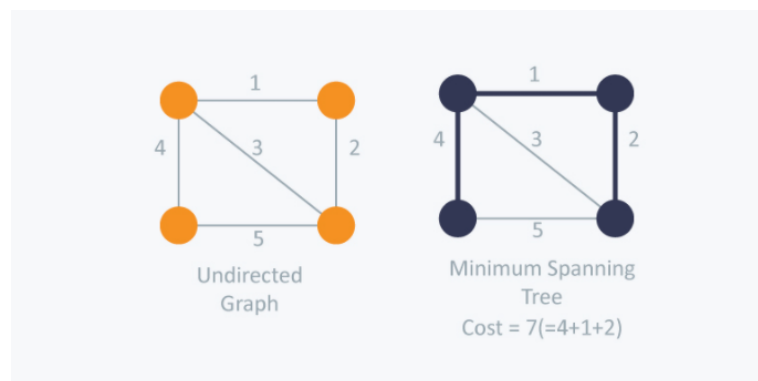 1
4
3
2
5
Undirected
Graph
1
4
3
2
5
Minimum Spanning
Tree
Cost = 7(=4+1+2)